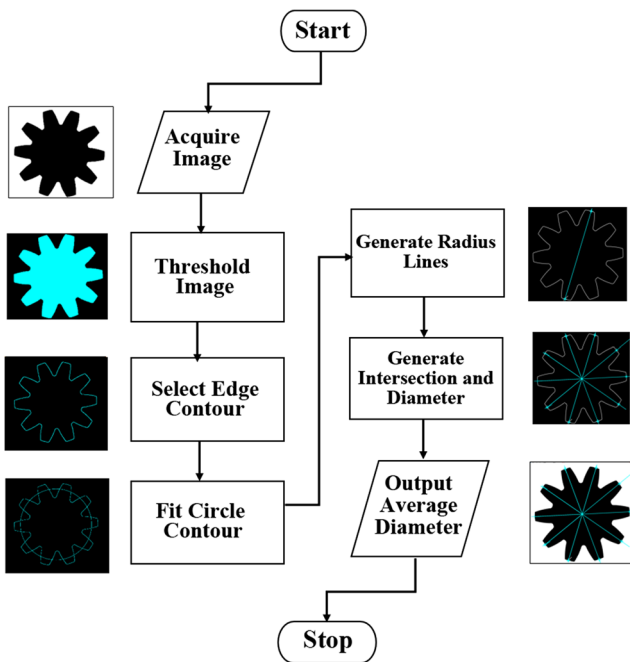 Start
Acquire
Image
Threshold
Image
Select Edge
Contour
Fit Circle
Contour
Generate Radius
Lines
Generate
Intersection and
Diameter
Output
Average
Diameter
Stop